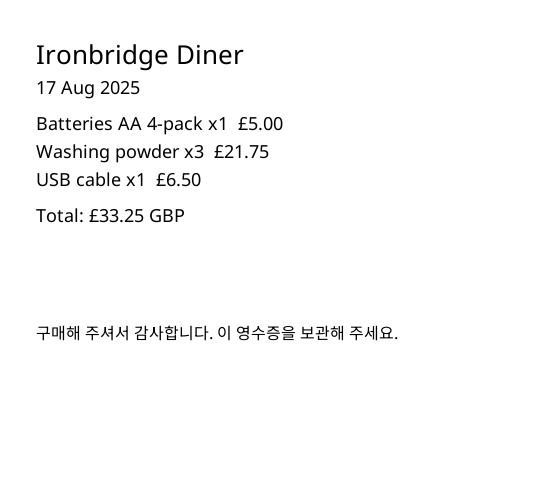 Ironbridge Diner
17 Aug 2025
Batteries AA 4-pack x1  £5.00
Washing powder x3  £21.75
USB cable x1  £6.50
Total: £33.25 GBP
구매해 주셔서 감사합니다. 이 영수증을 보관해 주세요.